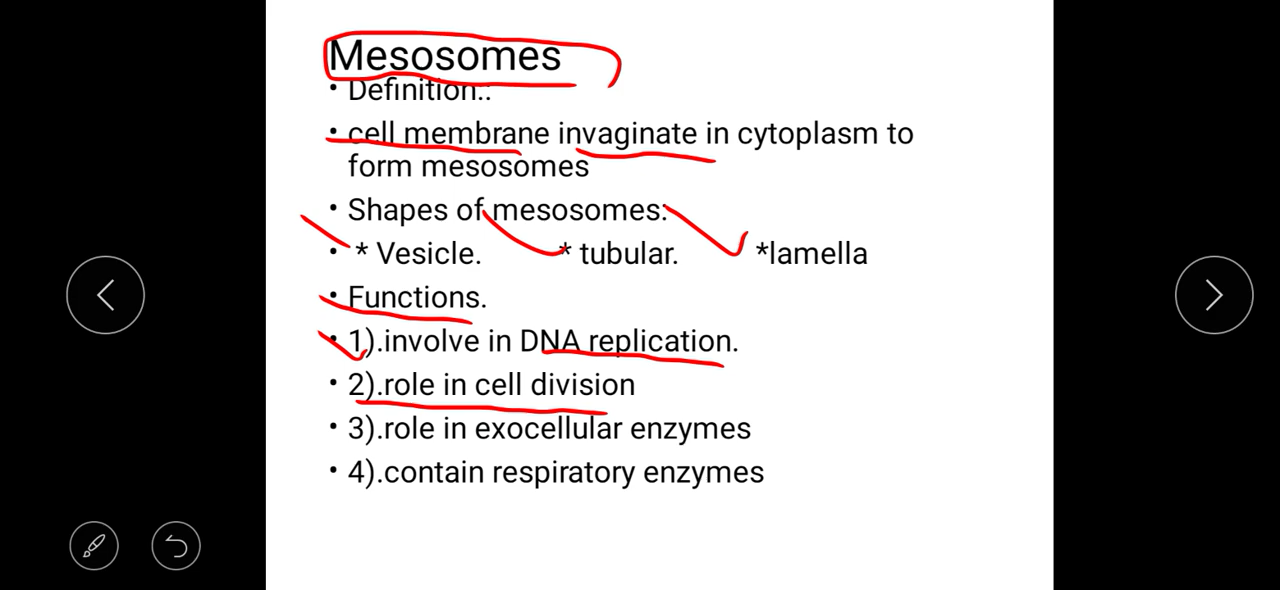 Mesosomes
• Definition::
• cell membrane invaginate in cytoplasm to
form mesosomes
• Shapes of mesosomes:
• * Vesicle. * tubular. *lamella
• Functions.
• 1).involve in DNA replication.
• 2).role in cell division
• 3).role in exocellular enzymes
• 4).contain respiratory enzymes